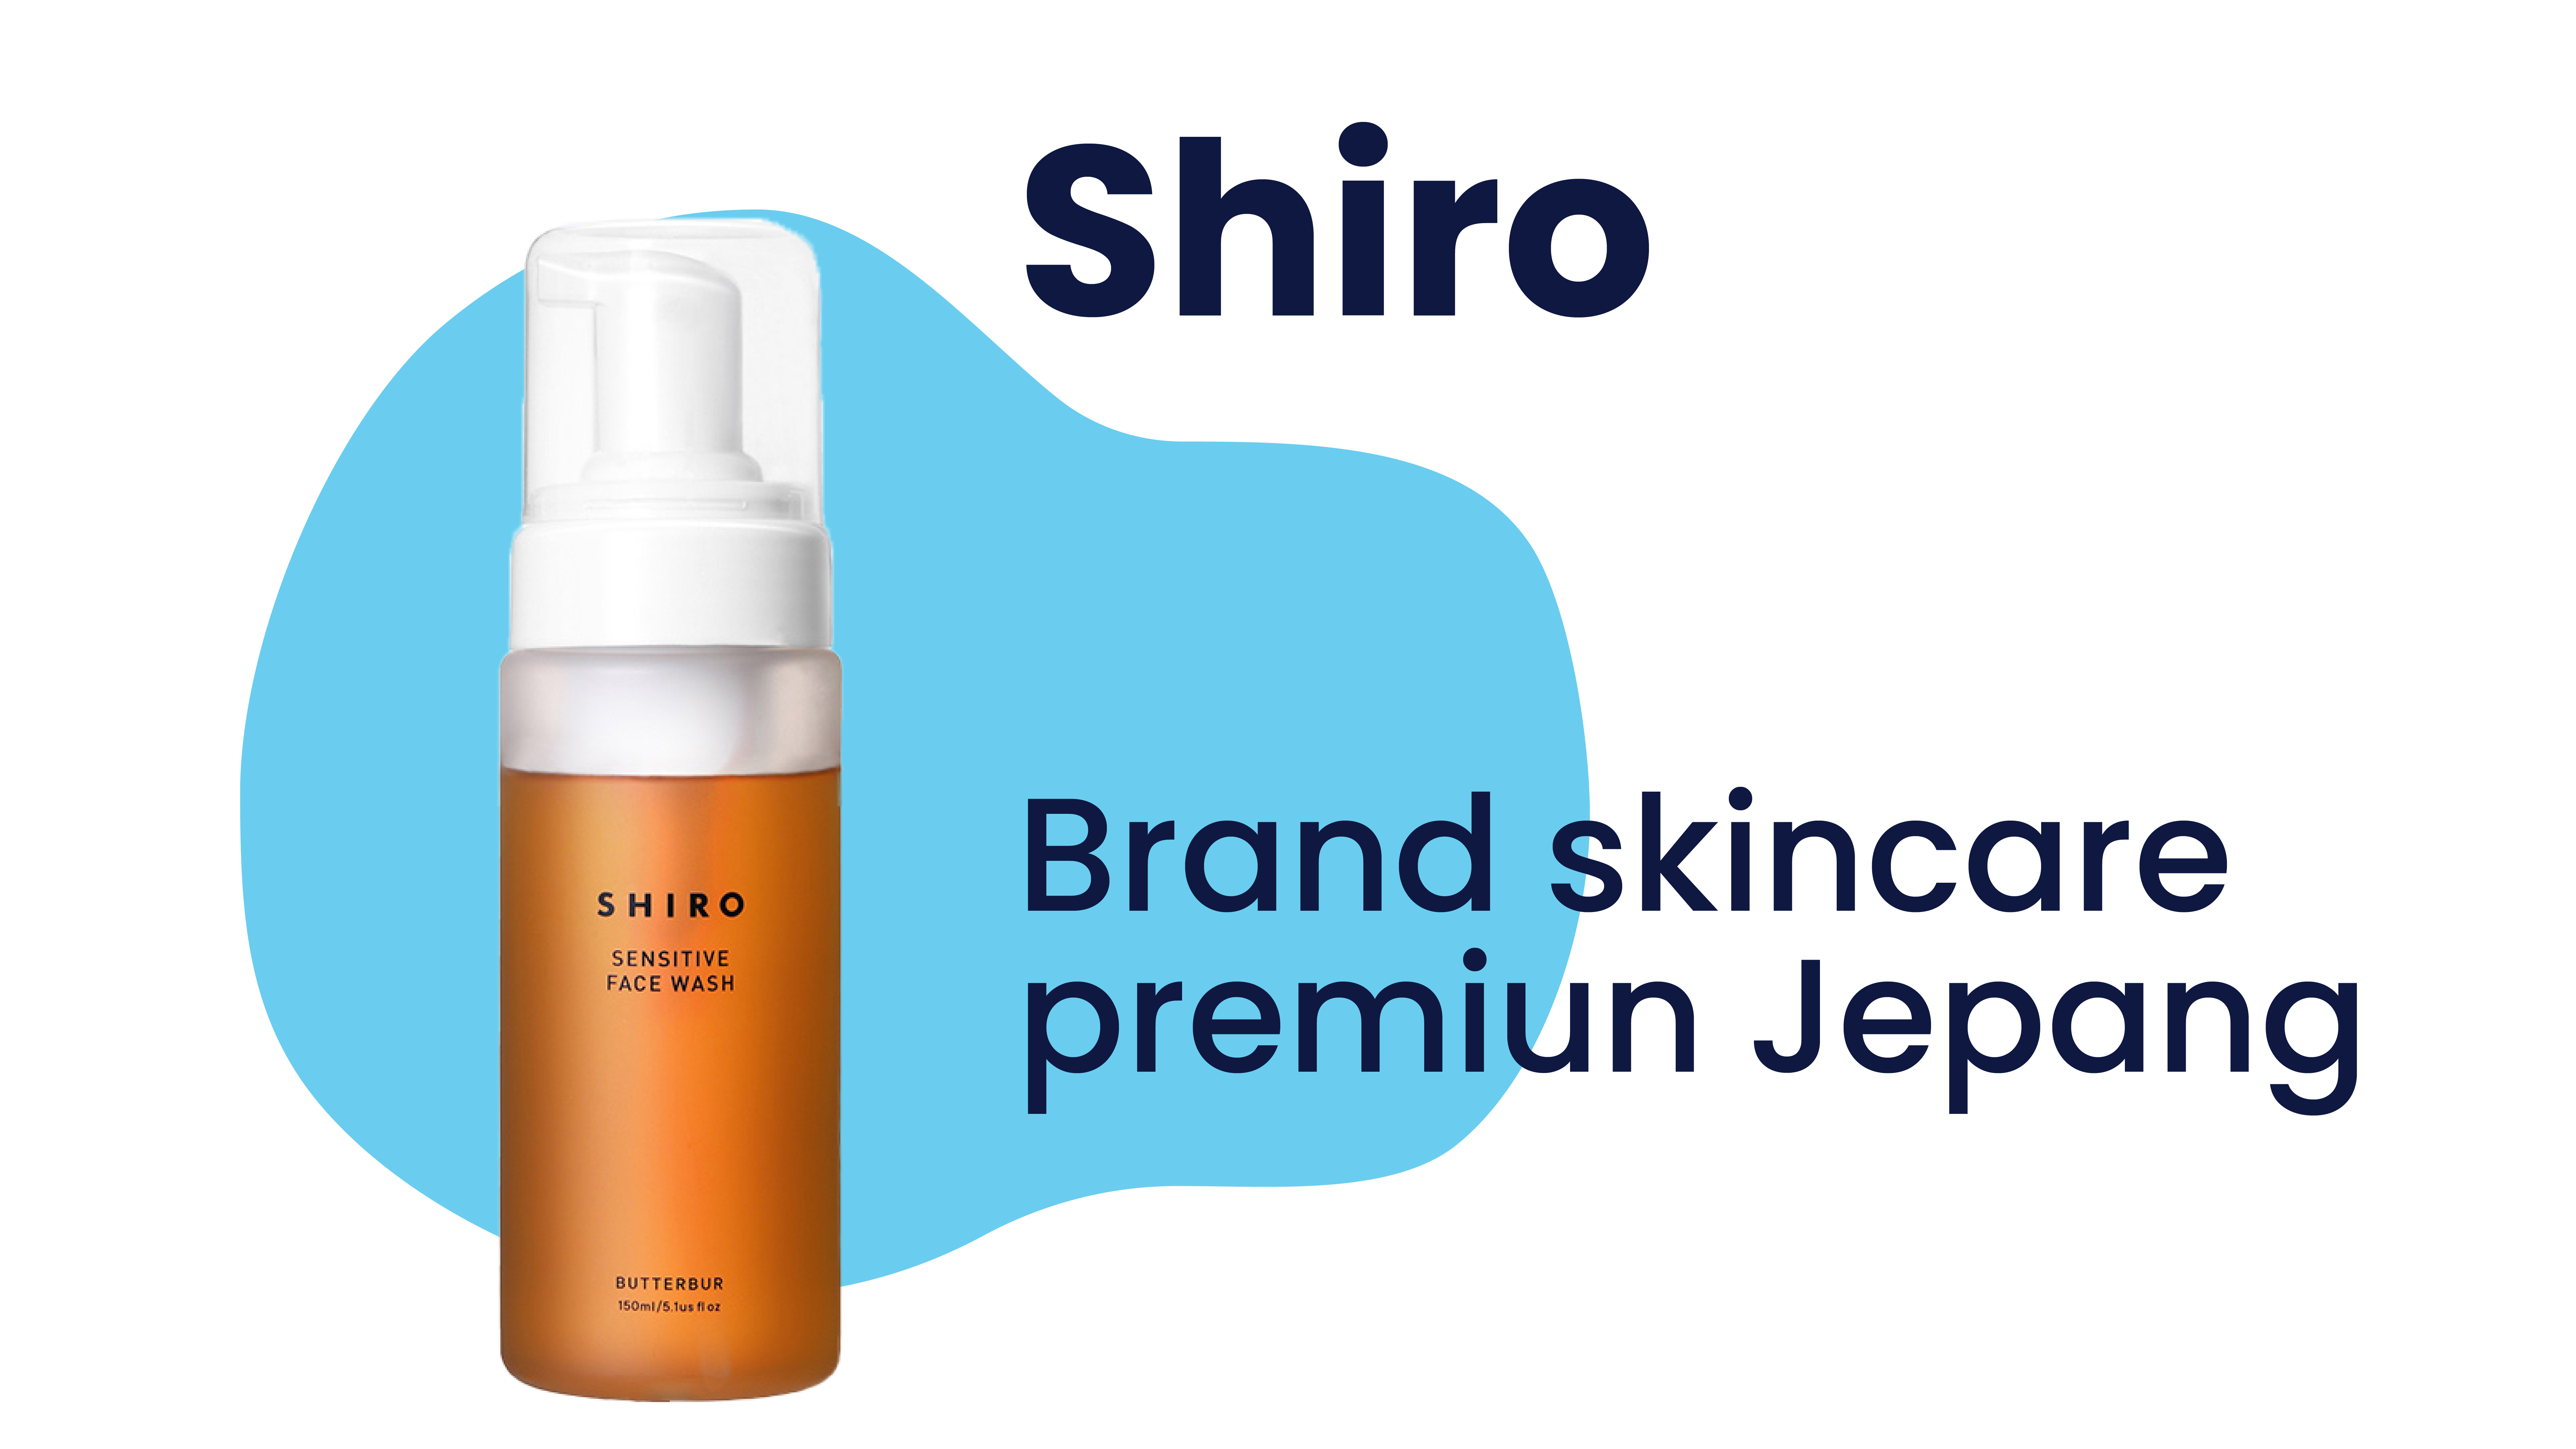 Shiro
Brand skincare
premiun Jepang
SHIRO
SENSITIVE
FACE WASH
BUTTERBUR
150ml/5.1us fl oz